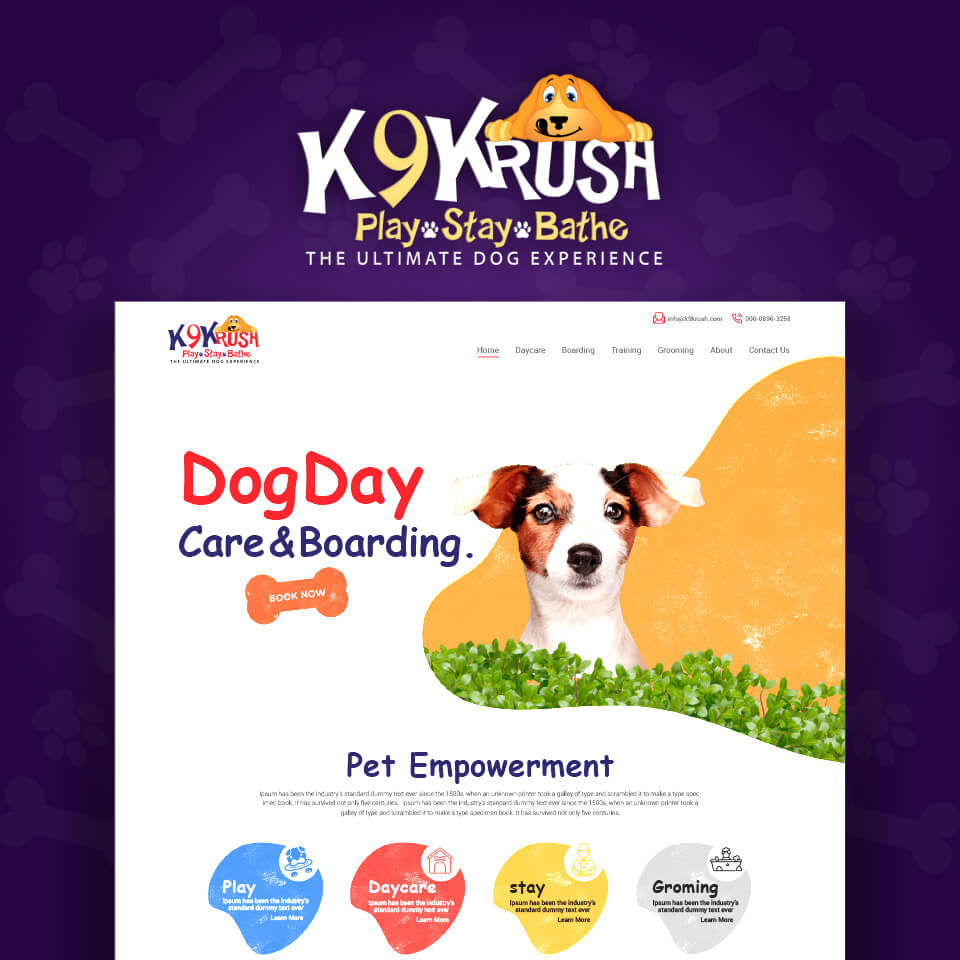 K9KRUSH
Play Stay Bathe
THE ULTIMATE DOG EXPERIENCE
K9KRUSH
Play Stay Bathe
THE ULTIMATE DOG EXPERIENCE
info@k9krush.com 000-0896-3258
Home Daycare Boarding Training Grooming About Contact Us
DogDay
Care&Boarding.
BOOK NOW
Pet Empowerment
Ipsum has been the industry's standard dummy text ever since the 1500s, when an unknown printer took a galley of type and scrambled it to make a type spec-
imen book. It has survived not only five centuries, Ipsum has been the industry's standard dummy text ever since the 1500s, when an unknown printer took a
galley of type and scrambled it to make a type specimen book. It has survived not only five centuries,
Play
Ipsum has been the industry's
standard dummy text ever
Learn More
Daycare
Ipsum has been the industry's
standard dummy text ever
Learn More
stay
Ipsum has been the industry's
standard dummy text ever
Learn More
Groming
Ipsum has been the industry's
standard dummy text ever
Learn More